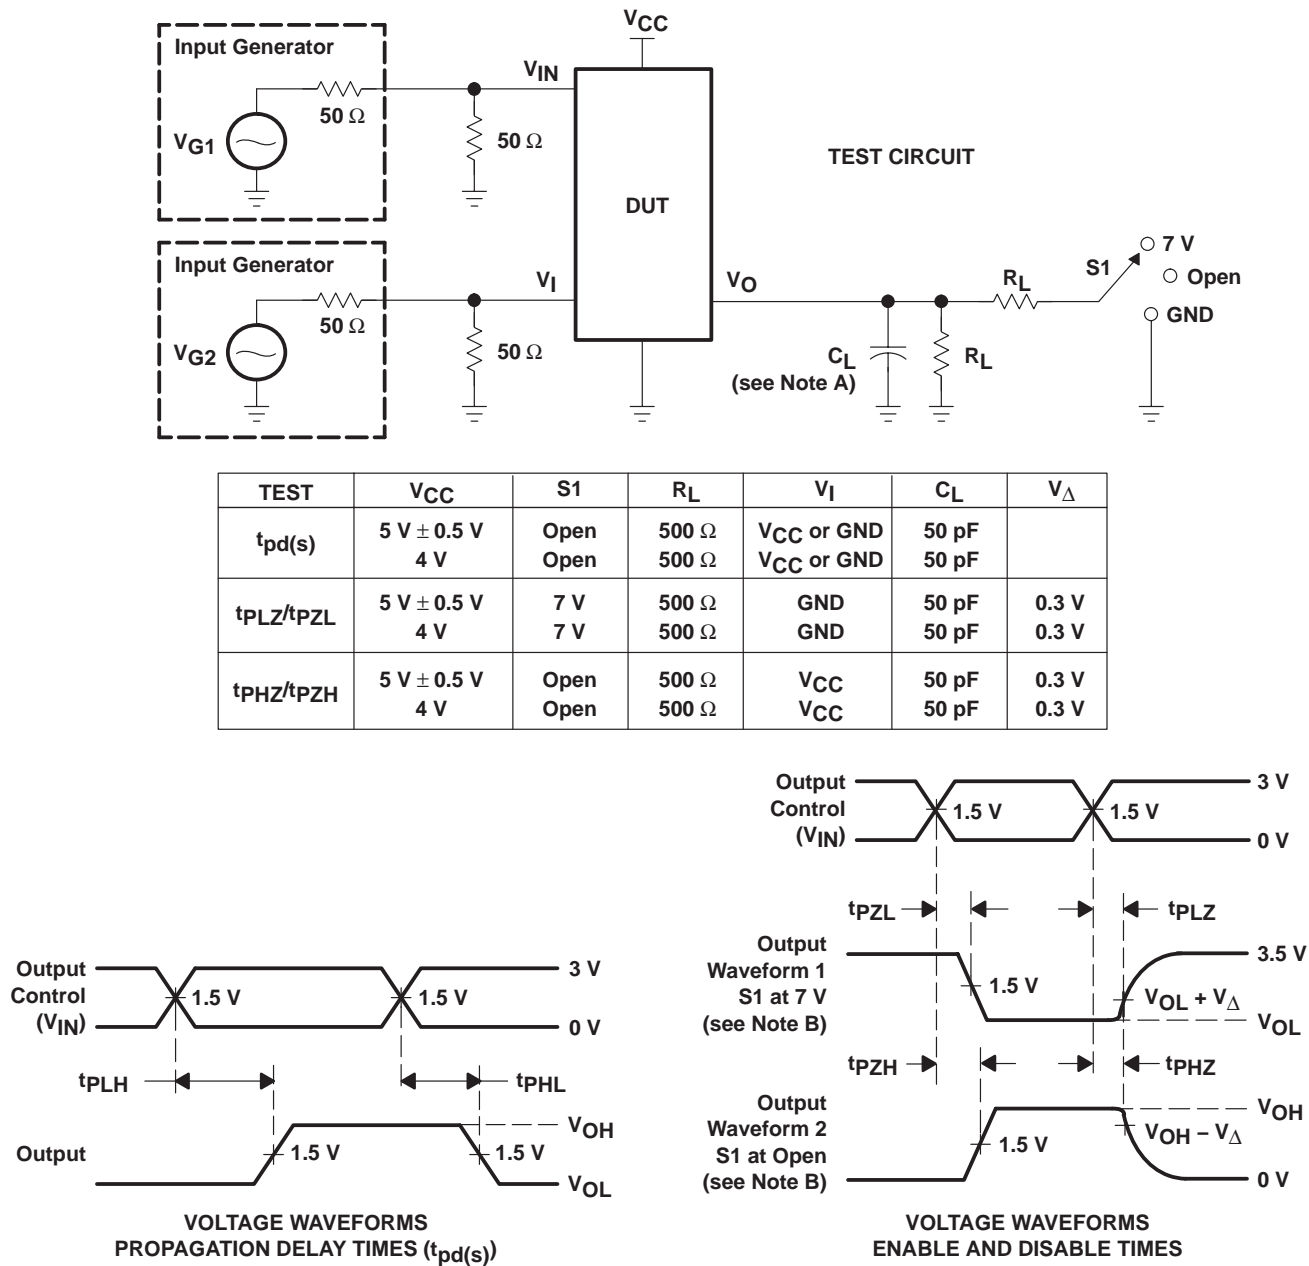 VCC
Input Generator
VIN
50 Ω
50 Ω
VG1
TEST CIRCUIT
DUT
Input Generator
VI
VO
50 Ω
50 Ω
VG2
RL
S1
7 V
Open
GND
CL
(see Note A)
RL
TEST VCC S1 RL VI CL VΔ
tpd(s) 5 V ± 0.5 V Open 500 Ω VCC or GND 50 pF
4 V Open 500 Ω VCC or GND 50 pF
tPLZ/tPZL 5 V ± 0.5 V 7 V 500 Ω GND 50 pF 0.3 V
4 V 7 V 500 Ω GND 50 pF 0.3 V
tPHZ/tPZH 5 V ± 0.5 V Open 500 Ω VCC 50 pF 0.3 V
4 V Open 500 Ω VCC 50 pF 0.3 V
Output
Control
(VIN)
1.5 V
1.5 V
3 V
0 V
tPLH
tPHL
Output
1.5 V
1.5 V
VOH
VOL
VOLTAGE WAVEFORMS
PROPAGATION DELAY TIMES (tpd(s))
Output
Control
(VIN)
1.5 V
1.5 V
3 V
0 V
tPZL
tPLZ
Output
Waveform 1
S1 at 7 V
(see Note B)
1.5 V
3.5 V
VOL + VΔ
VOL
tPZH
tPHZ
Output
Waveform 2
S1 at Open
(see Note B)
1.5 V
VOH
VOH − VΔ
0 V
VOLTAGE WAVEFORMS
ENABLE AND DISABLE TIMES